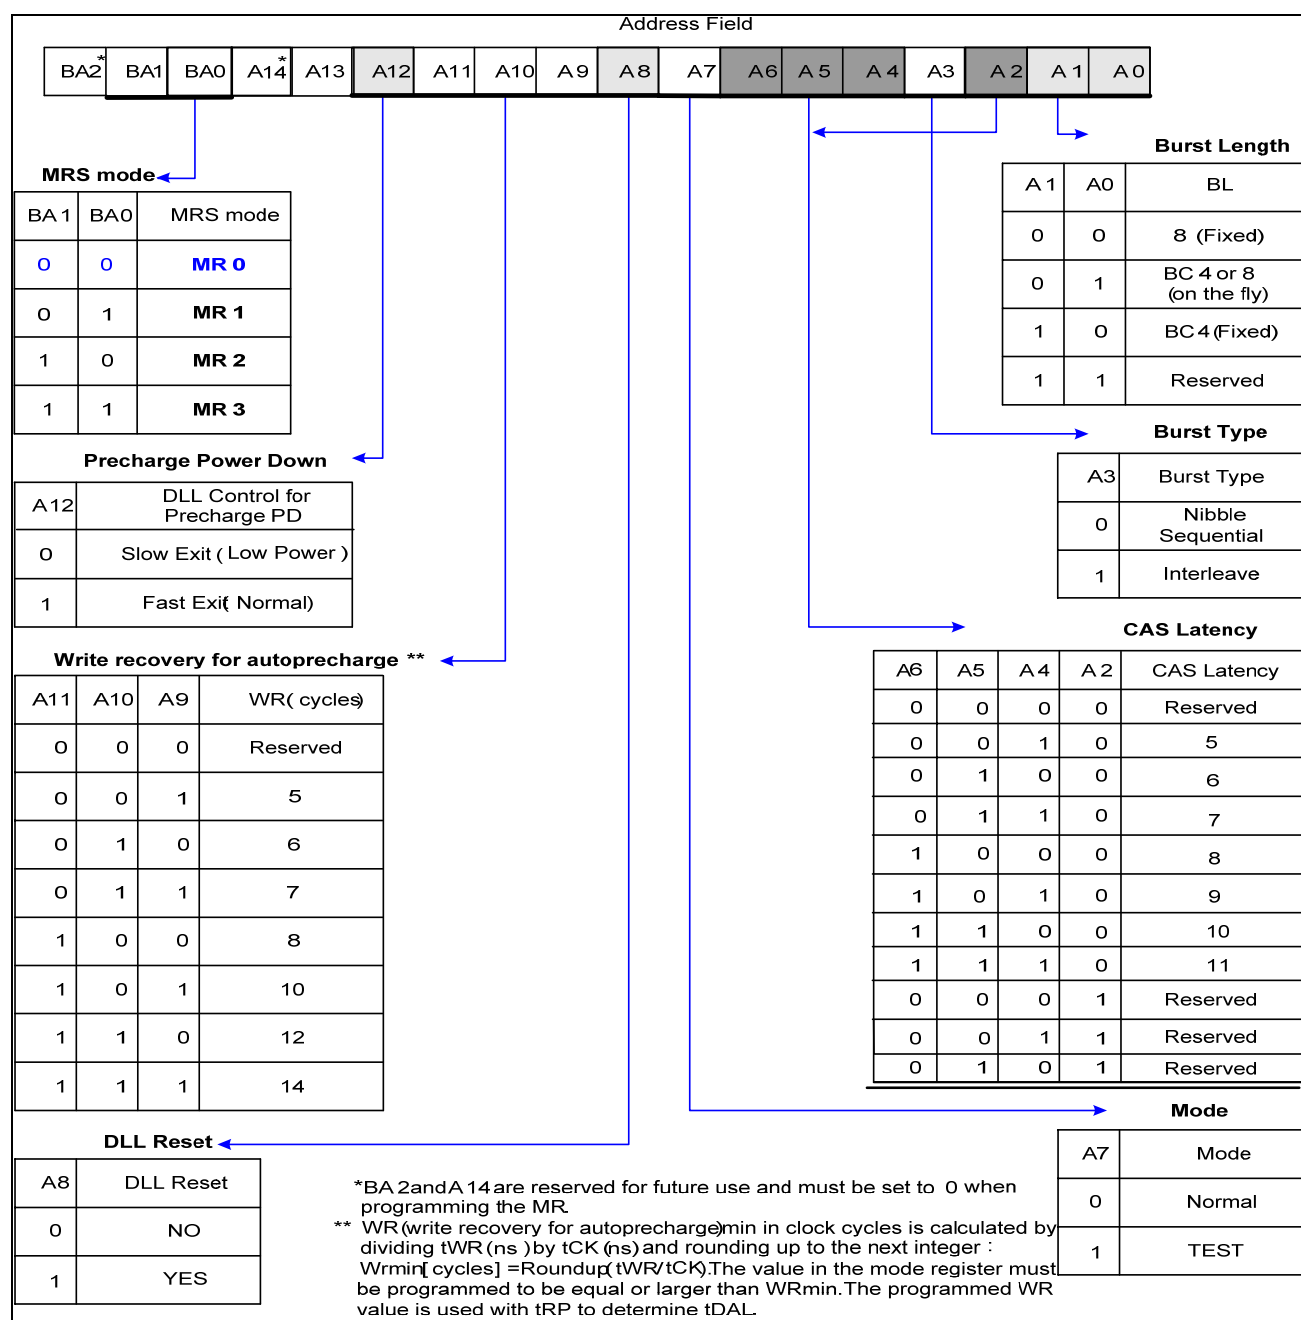 Address Field
BA2* BA1 BA0 A14* A13 A12 A11 A10 A9 A8 A7 A6 A5 A4 A3 A2 A1 A0
MRS mode
BA1 BA0 MRS mode
0 0 MR 0
0 1 MR 1
1 0 MR 2
1 1 MR 3
Precharge Power Down
A12 DLL Control for
Precharge PD
0 Slow Exit ( Low Power )
1 Fast Exit( Normal)
Write recovery for autoprecharge **
A11 A10 A9 WR( cycles)
0 0 0 Reserved
0 0 1 5
0 1 0 6
0 1 1 7
1 0 0 8
1 0 1 10
1 1 0 12
1 1 1 14
DLL Reset
A8 DLL Reset
0 NO
1 YES
Burst Length
A1 A0 BL
0 0 8 (Fixed)
0 1 BC 4 or 8
(on the fly)
1 0 BC4 (Fixed)
1 1 Reserved
Burst Type
A3 Burst Type
0 Nibble
Sequential
1 Interleave
CAS Latency
A6 A5 A4 A2 CAS Latency
0 0 0 0 Reserved
0 0 1 0 5
0 1 0 0 6
0 1 1 0 7
1 0 0 0 8
1 0 1 0 9
1 1 0 0 10
1 1 1 0 11
0 0 0 1 Reserved
0 0 1 1 Reserved
0 1 0 1 Reserved
Mode
A7 Mode
0 Normal
1 TEST
*BA2 and A14 are reserved for future use and must be set to 0 when
programming the MR.
** WR (write recovery for autoprecharge)min in clock cycles is calculated by
dividing tWR (ns) by tCK (ns) and rounding up to the next integer :
Wrmin[ cycles] =Roundup( tWR/tCK). The value in the mode register must
be programmed to be equal or larger than WRmin. The programmed WR
value is used with tRP to determine tDAL.